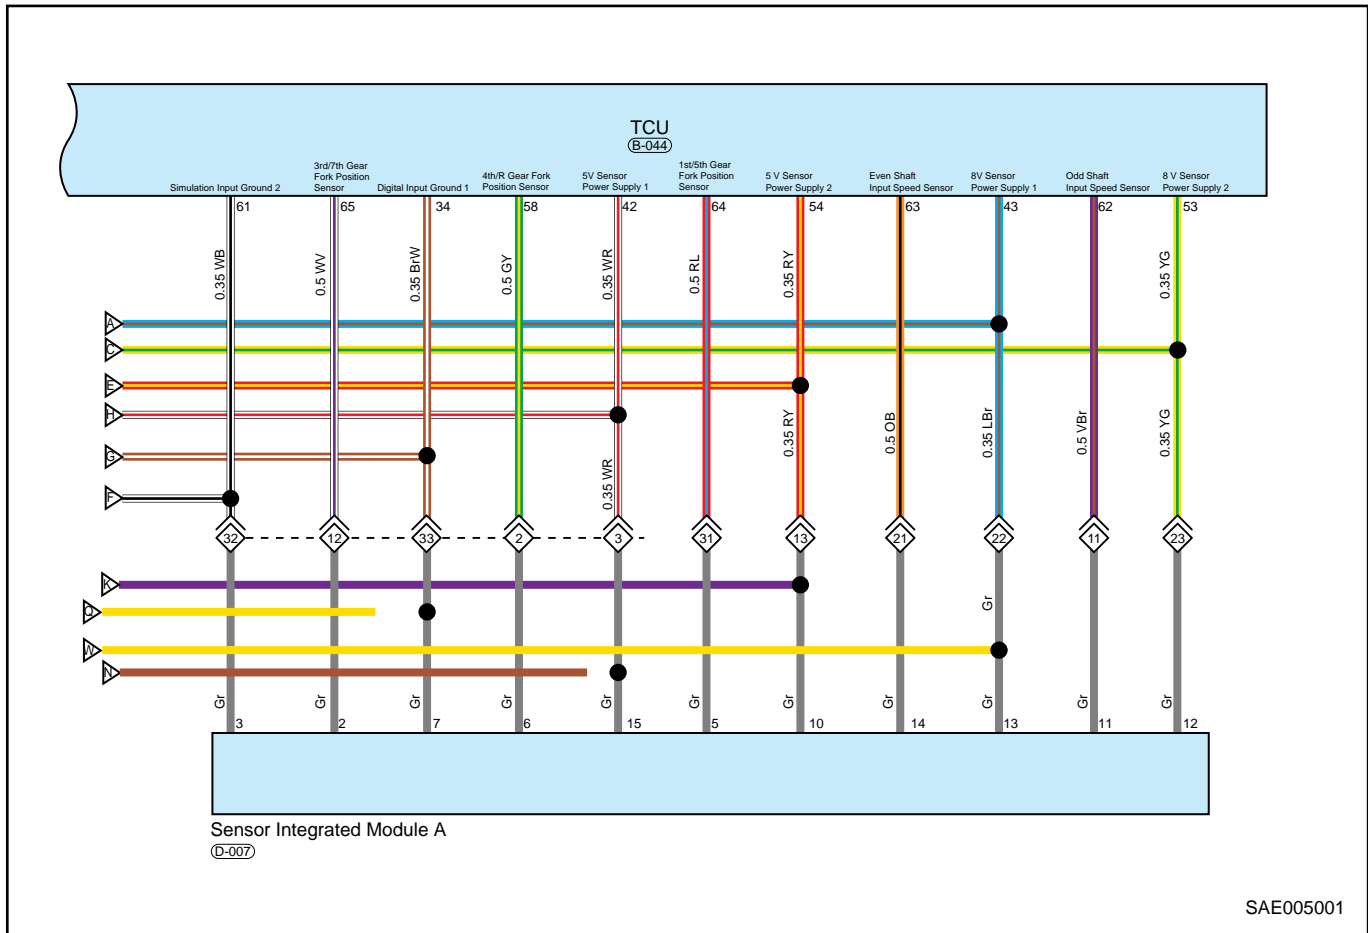 TCU
B-044
Simulation Input Ground 2
3rd/7th Gear
Fork Position
Sensor
Digital Input Ground 1
4th/R Gear Fork
Position Sensor
5V Sensor
Power Supply 1
1st/5th Gear
Fork Position
Sensor
5 V Sensor
Power Supply 2
Even Shaft
Input Speed Sensor
8V Sensor
Power Supply 1
Odd Shaft
Input Speed Sensor
8 V Sensor
Power Supply 2
61 65 34 58 42 64 54 63 43 62 53
0.35 WB
0.5 WV
0.35 BrW
0.5 GY
0.35 WR
0.5 RL
0.35 RY
0.35 YG
A
C
E
H
0.35 WR
0.35 RY
0.5 OB
0.35 LBr
0.5 VBr
0.35 YG
G
F
32 12 33 2 3 31 13 21 22 11 23
K
Q
Gr
W
N
Gr Gr Gr Gr Gr Gr Gr Gr Gr Gr Gr
3 2 7 6 15 5 10 14 13 11 12
Sensor Integrated Module A
D-007
SAE005001